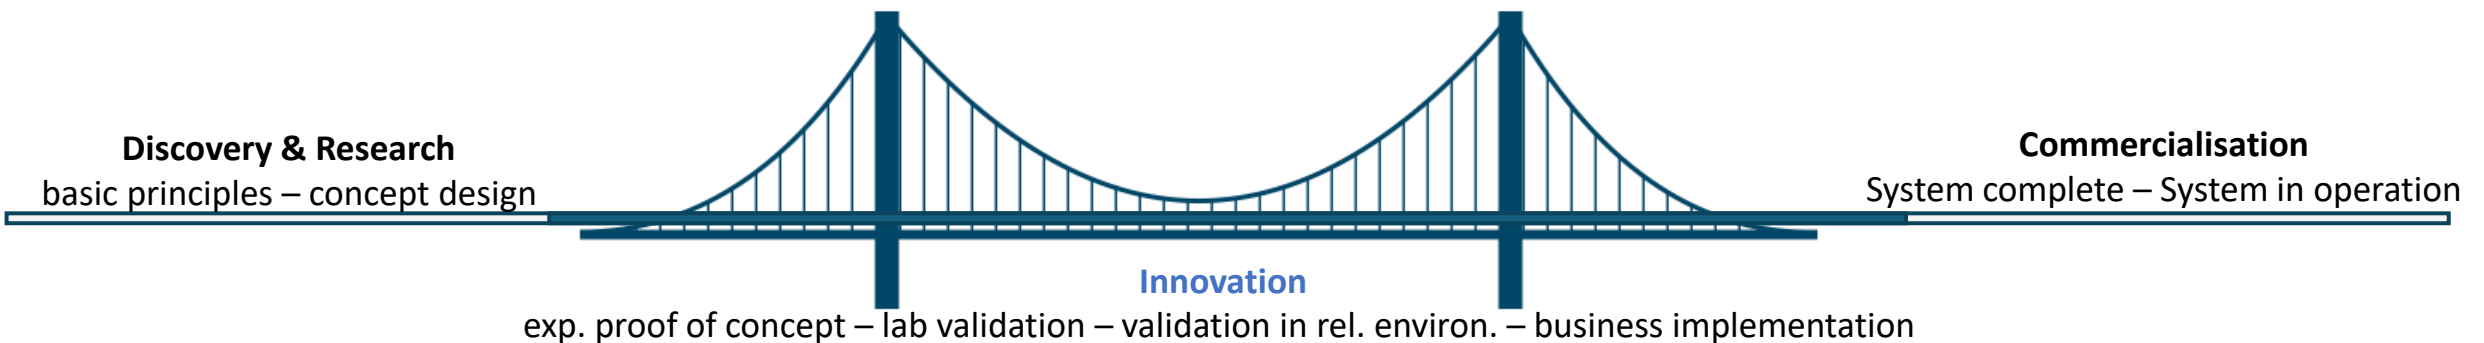 Discovery & Research
basic principles – concept design
Innovation
exp. proof of concept – lab validation – validation in rel. environ. – business implementation
Commercialisation
System complete – System in operation